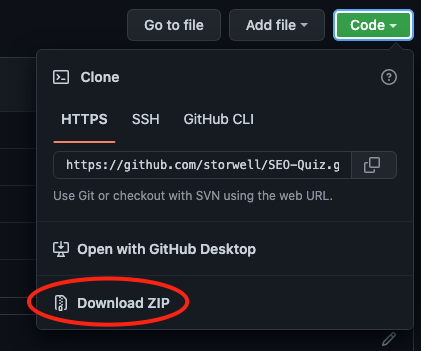 Go to file
Add file
Code
Clone
HTTPS
SSH
GitHub CLI
https://github.com/storwell/SEO-Quiz.g
Use Git or checkout with SVN using the web URL.
Open with GitHub Desktop
Download ZIP